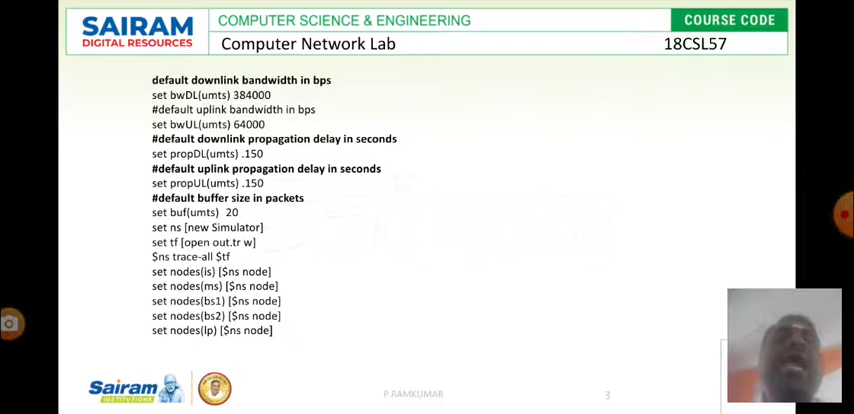 SAIRAM
DIGITAL RESOURCES
COMPUTER SCIENCE & ENGINEERING
COURSE CODE
Computer Network Lab
18CSL57
default downlink bandwidth in bps
set bwDL(umts) 384000
#default uplink bandwidth in bps
set bwUL(umts) 64000
#default downlink propagation delay in seconds
set propDL(umts) .150
#default uplink propagation delay in seconds
set propUL(umts) .150
#default buffer size in packets
set buf(umts) 20
set ns [new Simulator]
set tf [open out.tr w]
$ns trace-all $tf
set nodes(is) [$ns node]
set nodes(ms) [$ns node]
set nodes(bs1) [$ns node]
set nodes(bs2) [$ns node]
set nodes(lp) [$ns node]
Sairam
INSTITUTIONS
P.RAMKUMAR
3